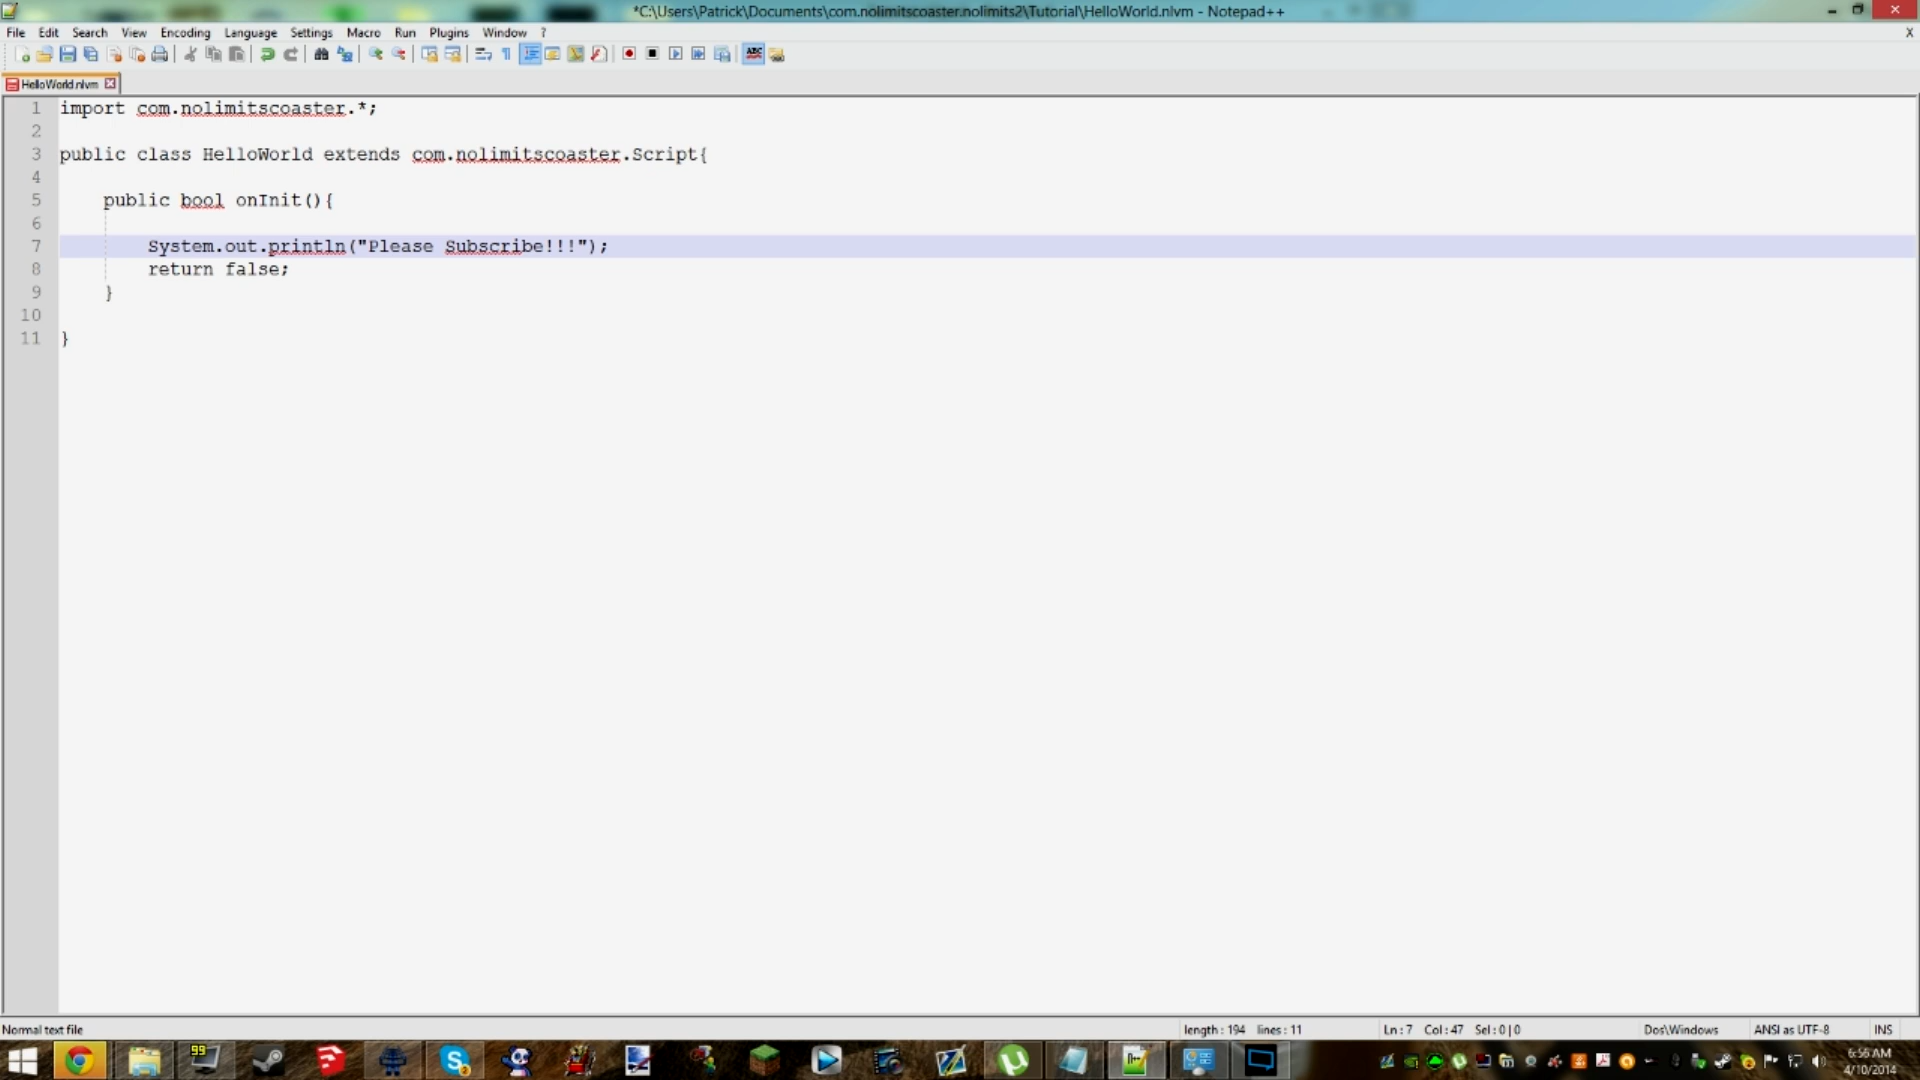 *C:\Users\Patrick\Documents\com.nolimitscoaster.nolimits2\Tutorial\HelloWorld.nlvm - Notepad++
File Edit Search View Encoding Language Settings Macro Run Plugins Window ? X
HelloWorld.nlvm
1 import com.nolimitscoaster.*;
2
3 public class HelloWorld extends com.nolimitscoaster.Script{
4
5 public bool onInit(){
6
7 System.out.println("Please Subscribe!!!");
8 return false;
9 }
10
11 }
Normal text file length : 194 lines : 11 Ln : 7 Col : 47 Sel : 0 | 0 Dos\Windows ANSI as UTF-8 INS
99
6:56 AM
4/10/2014